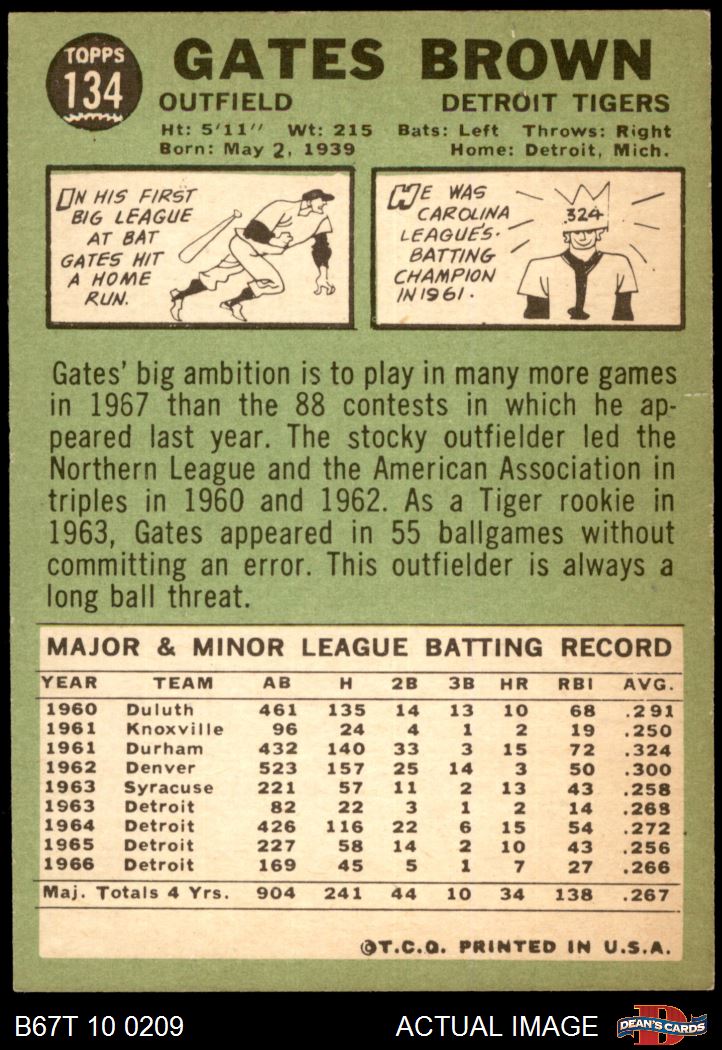 TOPPS
134
GATES BROWN
OUTFIELD DETROIT TIGERS
Ht: 5'11" Wt: 215 Bats: Left Throws: Right
Born: May 2, 1939 Home: Detroit, Mich.
IN HIS FIRST
BIG LEAGUE
AT BAT
GATES HIT
A HOME
RUN.
HE WAS
CAROLINA
LEAGUE'S
BATTING
CHAMPION
IN 1961.
.324
Gates' big ambition is to play in many more games
in 1967 than the 88 contests in which he ap-
peared last year. The stocky outfielder led the
Northern League and the American Association in
triples in 1960 and 1962. As a Tiger rookie in
1963, Gates appeared in 55 ballgames without
committing an error. This outfielder is always a
long ball threat.
MAJOR & MINOR LEAGUE BATTING RECORD
YEAR TEAM AB H 2B 3B HR RBI AVG.
1960 Duluth 461 135 14 13 10 68 .291
1961 Knoxville 96 24 4 1 2 19 .250
1961 Durham 432 140 33 3 15 72 .324
1962 Denver 523 157 25 14 3 50 .300
1963 Syracuse 221 57 11 2 13 43 .258
1963 Detroit 82 22 3 1 2 14 .268
1964 Detroit 426 116 22 6 15 54 .272
1965 Detroit 227 58 14 2 10 43 .256
1966 Detroit 169 45 5 1 7 27 .266
Maj. Totals 4 Yrs. 904 241 44 10 34 138 .267
©T.C.G. PRINTED IN U.S.A.
B67T 10 0209 ACTUAL IMAGE
D
DEAN'S CARDS